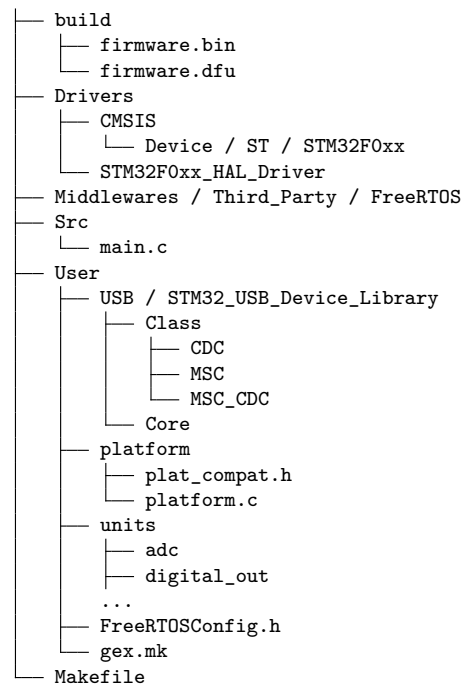 build
firmware.bin
firmware.dfu
Drivers
CMSIS
Device / ST / STM32F0xx
STM32F0xx_HAL_Driver
Middlewares / Third_Party / FreeRTOS
Src
main.c
User
USB / STM32_USB_Device_Library
Class
CDC
MSC
MSC_CDC
Core
platform
plat_compat.h
platform.c
units
adc
digital_out
...
FreeRTOSConfig.h
gex.mk
Makefile